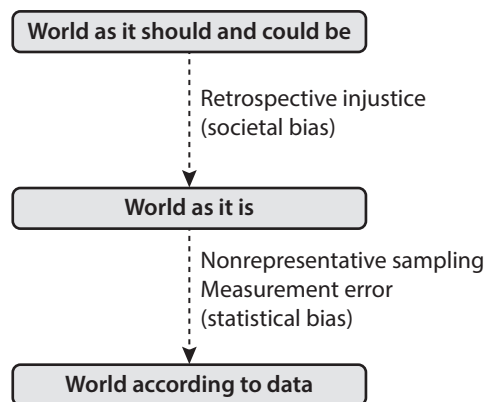 World as it should and could be
Retrospective injustice
(societal bias)
World as it is
Nonrepresentative sampling
Measurement error
(statistical bias)
World according to data